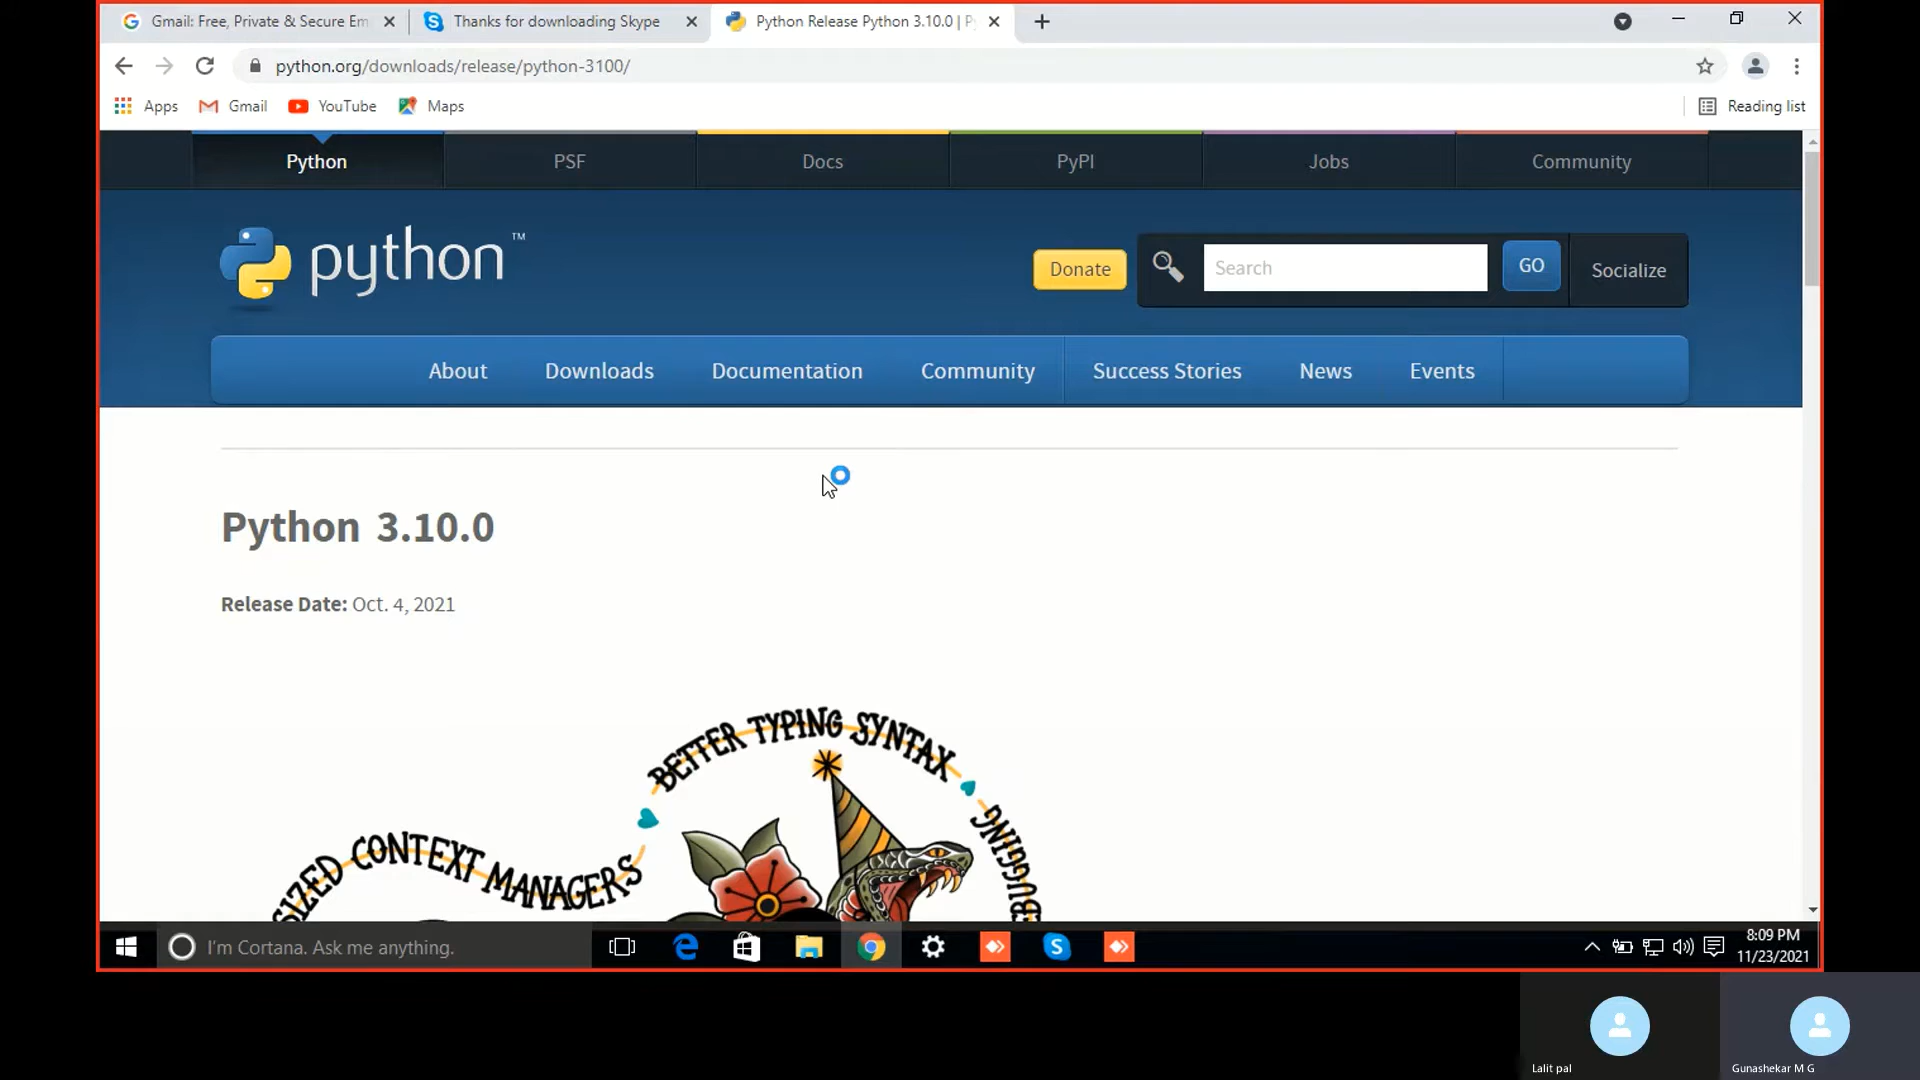 Gmail: Free, Private & Secure Em
Thanks for downloading Skype
Python Release Python 3.10.0 |
python.org/downloads/release/python-3100/
Apps
Gmail
YouTube
Maps
Reading list
Python
PSF
Docs
PyPI
Jobs
Community
python™
Donate
Search
GO
Socialize
About
Downloads
Documentation
Community
Success Stories
News
Events
Python 3.10.0
Release Date: Oct. 4, 2021
BETTER TYPING SYNTAX
SIZED CONTEXT MANAGERS
BUGGING
I'm Cortana. Ask me anything.
8:09 PM
11/23/2021
Lalit pal
Gunashekar M G